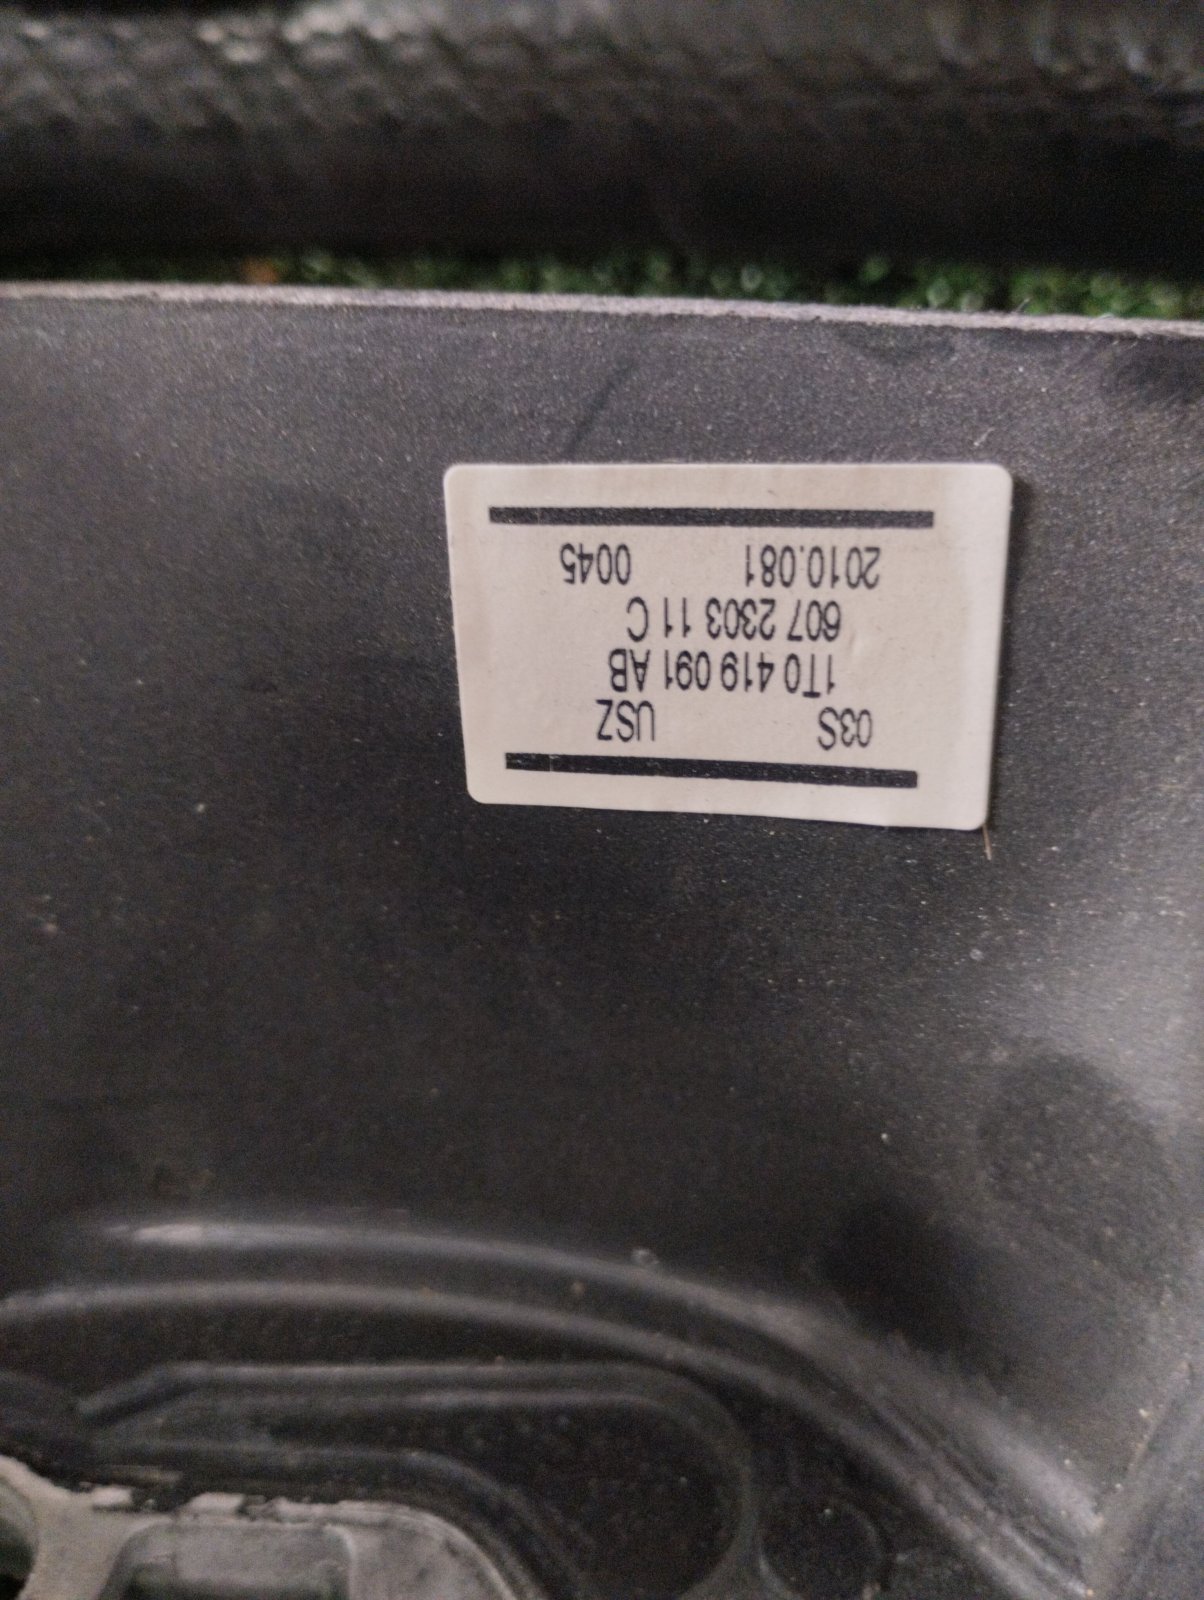 03S USZ
1T0 419 091 AB
607 2303 11 C
2010.081 0045